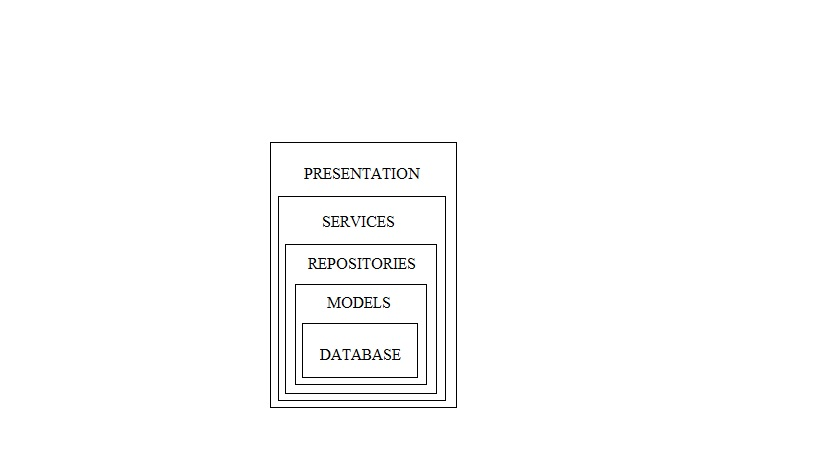 PRESENTATION
SERVICES
REPOSITORIES
MODELS
DATABASE